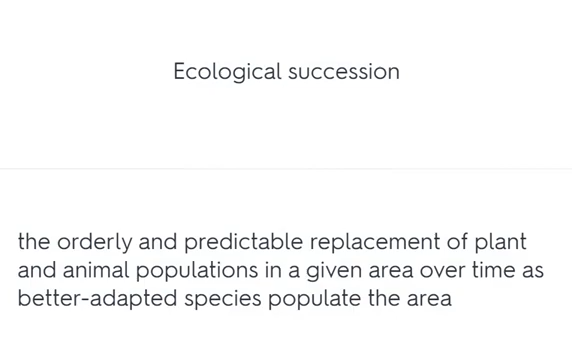 Ecological succession
the orderly and predictable replacement of plant
and animal populations in a given area over time as
better-adapted species populate the area